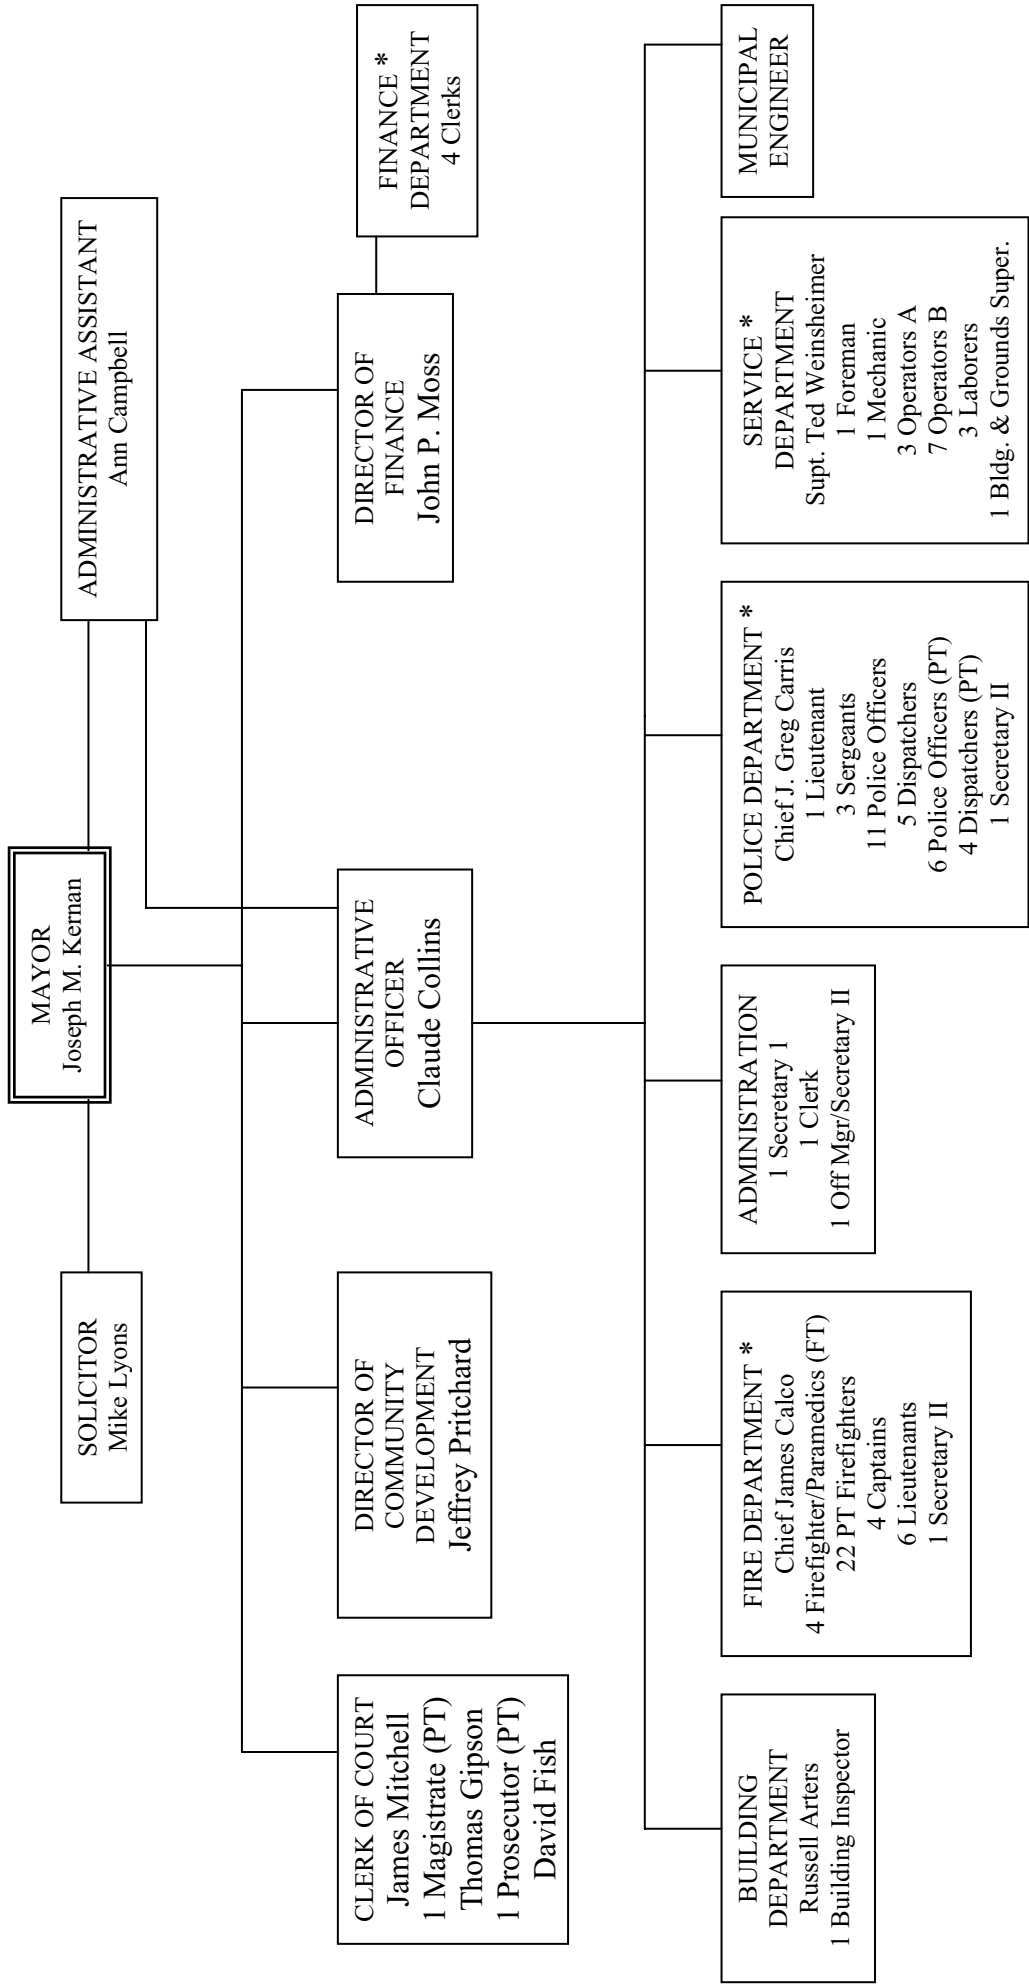 MAYOR
Joseph M. Kernan
SOLICITOR
Mike Lyons
ADMINISTRATIVE ASSISTANT
Ann Campbell
CLERK OF COURT
James Mitchell
1 Magistrate (PT)
Thomas Gipson
1 Prosecutor (PT)
David Fish
DIRECTOR OF
COMMUNITY
DEVELOPMENT
Jeffrey Pritchard
ADMINISTRATIVE
OFFICER
Claude Collins
DIRECTOR OF
FINANCE
John P. Moss
FINANCE *
DEPARTMENT
4 Clerks
BUILDING
DEPARTMENT
Russell Arters
1 Building Inspector
FIRE DEPARTMENT *
Chief James Calco
4 Firefighter/Paramedics (FT)
22 PT Firefighters
4 Captains
6 Lieutenants
1 Secretary II
ADMINISTRATION
1 Secretary 1
1 Clerk
1 Off Mgr/Secretary II
POLICE DEPARTMENT *
Chief J. Greg Carris
1 Lieutenant
3 Sergeants
11 Police Officers
5 Dispatchers
6 Police Officers (PT)
4 Dispatchers (PT)
1 Secretary II
SERVICE *
DEPARTMENT
Supt. Ted Weinsheimer
1 Foreman
1 Mechanic
3 Operators A
7 Operators B
3 Laborers
1 Bldg. & Grounds Super.
MUNICIPAL
ENGINEER